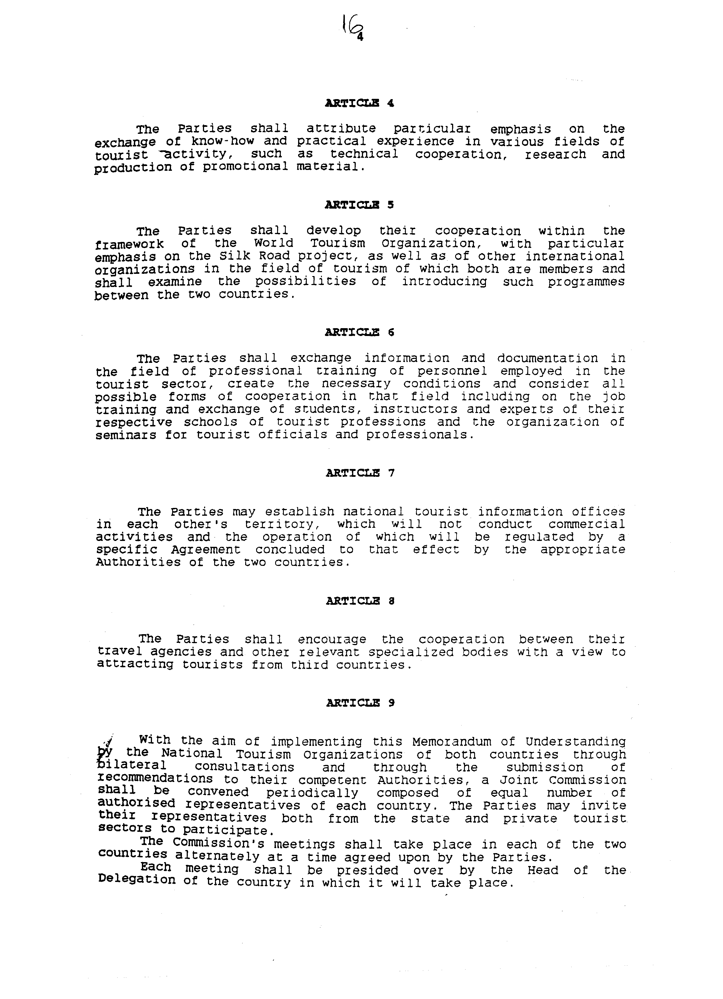 16
4
ARTICLE 4
The Parties shall attribute particular emphasis on the
exchange of know-how and practical experience in various fields of
tourist activity, such as technical cooperation, research and
production of promotional material.
ARTICLE 5
The Parties shall develop their cooperation within the
framework of the World Tourism Organization, with particular
emphasis on the Silk Road project, as well as of other international
organizations in the field of tourism of which both are members and
shall examine the possibilities of introducing such programmes
between the two countries.
ARTICLE 6
The Parties shall exchange information and documentation in
the field of professional training of personnel employed in the
tourist sector, create the necessary conditions and consider all
possible forms of cooperation in that field including on the job
training and exchange of students, instructors and experts of their
respective schools of tourist professions and the organization of
seminars for tourist officials and professionals.
ARTICLE 7
The Parties may establish national tourist information offices
in each other's territory, which will not conduct commercial
activities and the operation of which will be regulated by a
specific Agreement concluded to that effect by the appropriate
Authorities of the two countries.
ARTICLE 8
The Parties shall encourage the cooperation between their
travel agencies and other relevant specialized bodies with a view to
attracting tourists from third countries.
ARTICLE 9
With the aim of implementing this Memorandum of Understanding
by the National Tourism Organizations of both countries through
bilateral consultations and through the submission of
recommendations to their competent Authorities, a Joint Commission
shall be convened periodically composed of equal number of
authorised representatives of each country. The Parties may invite
their representatives both from the state and private tourist
sectors to participate.
The Commission's meetings shall take place in each of the two
countries alternately at a time agreed upon by the Parties.
Each meeting shall be presided over by the Head of the
Delegation of the country in which it will take place.